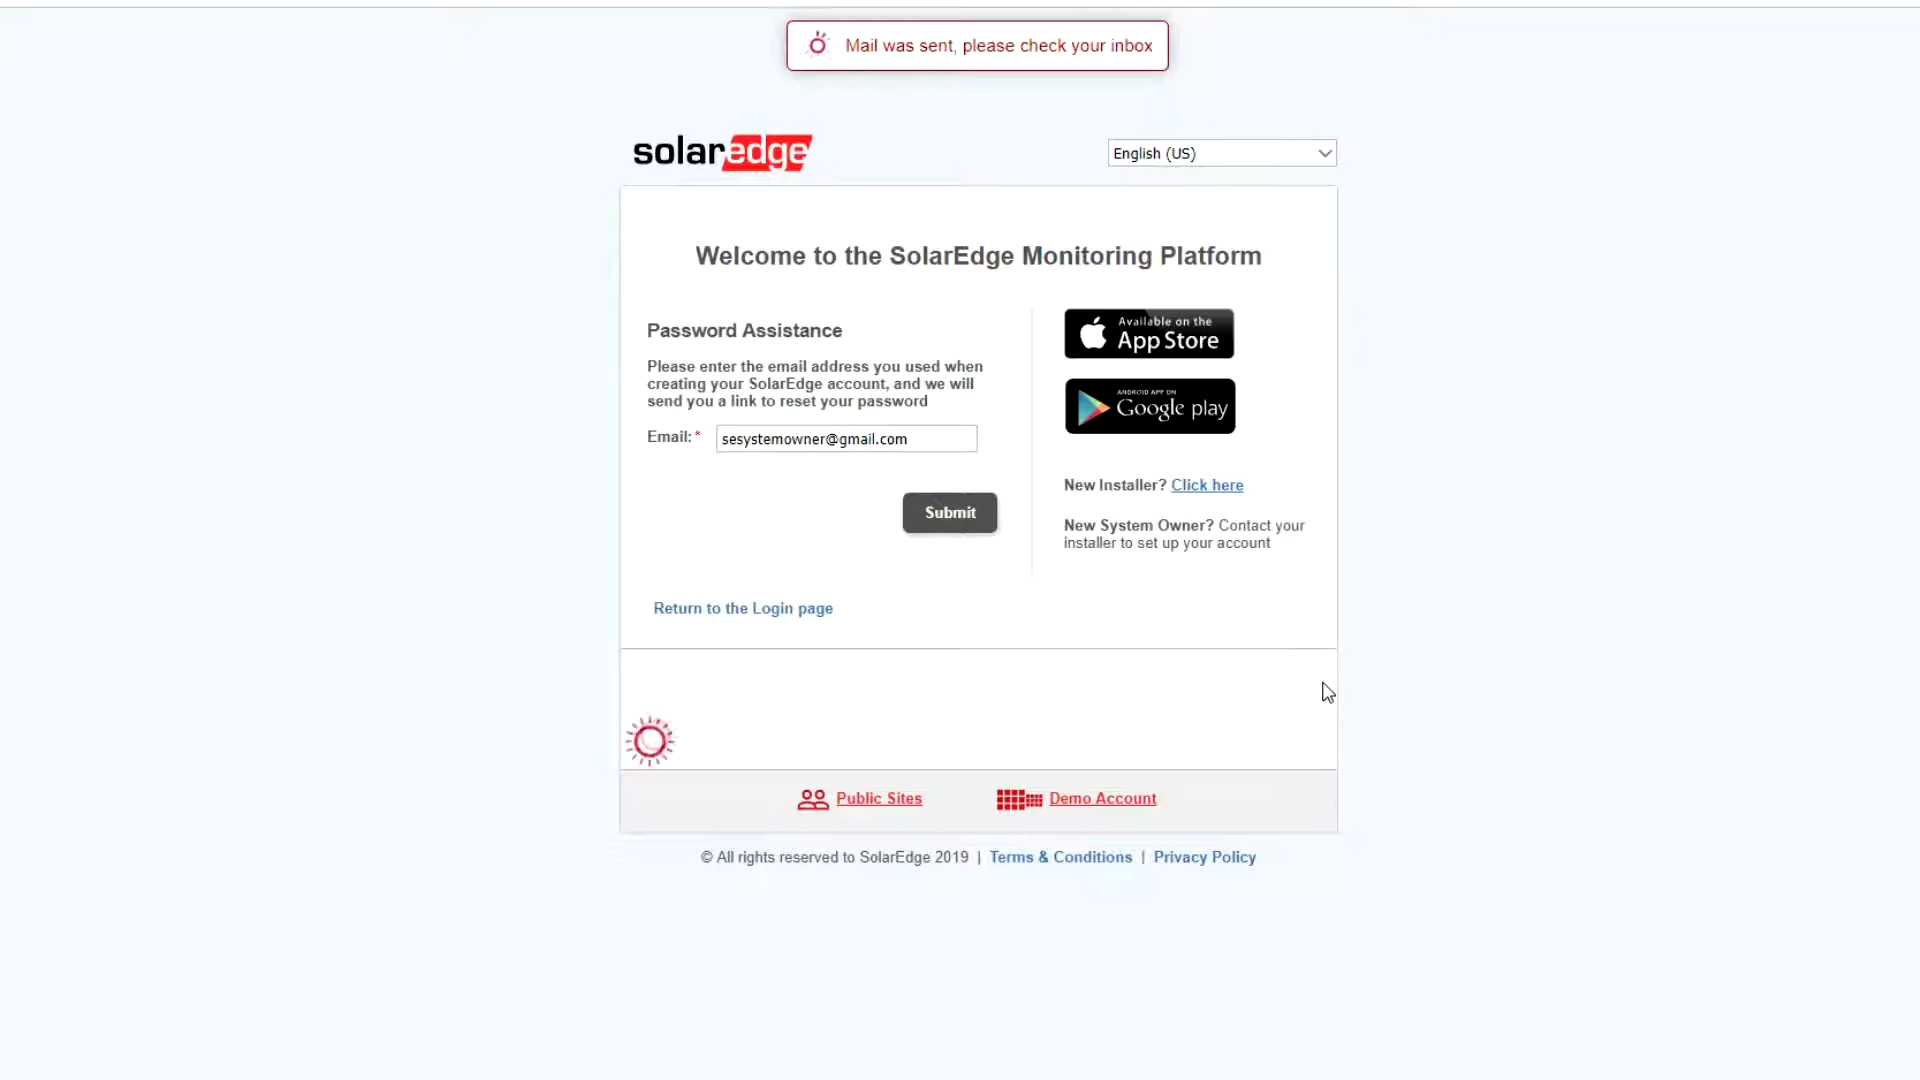 Mail was sent, please check your inbox
solaredge
English (US)
Welcome to the SolarEdge Monitoring Platform
Password Assistance
Please enter the email address you used when
creating your SolarEdge account, and we will
send you a link to reset your password
Email:*
sesystemowner@gmail.com
Submit
Return to the Login page
Available on the
App Store
ANDROID APP ON
Google play
New Installer? Click here
New System Owner? Contact your
installer to set up your account
Public Sites
Demo Account
© All rights reserved to SolarEdge 2019 | Terms & Conditions | Privacy Policy